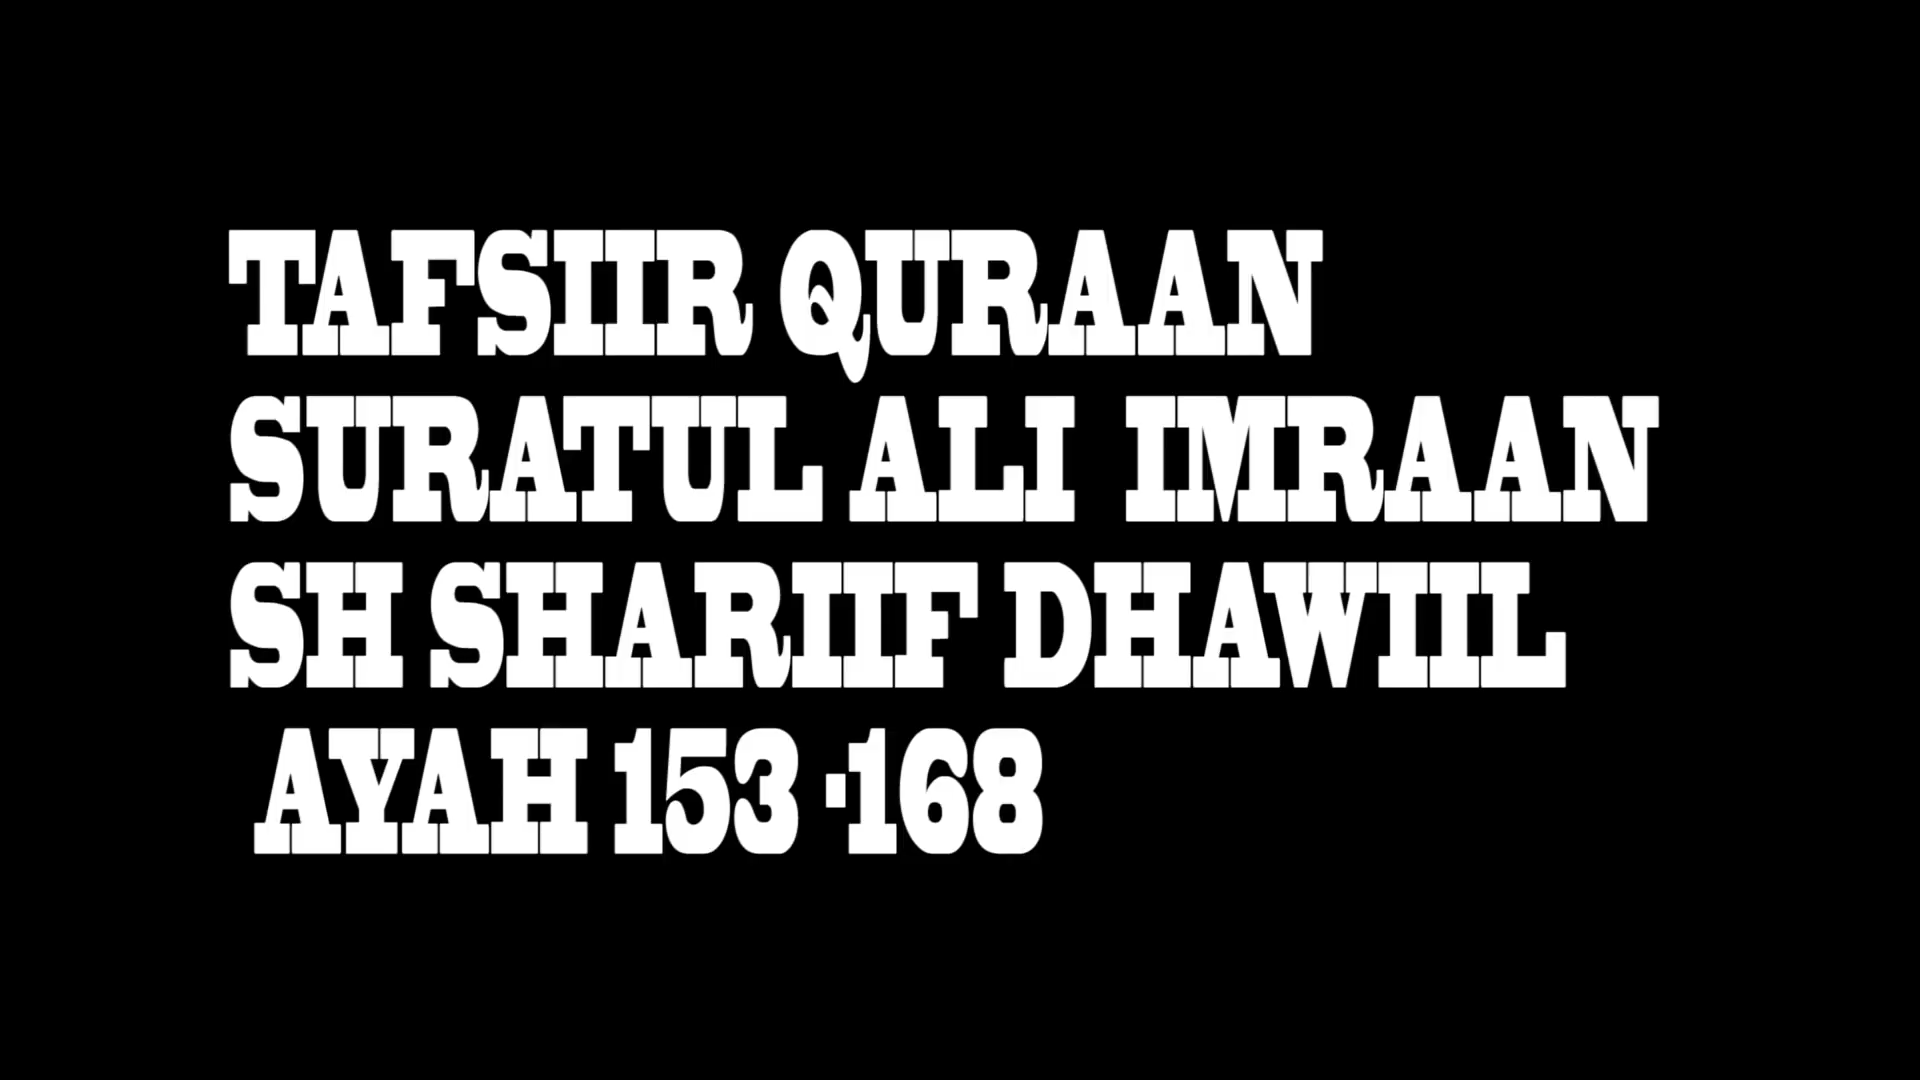 TAFSIIR QURAAN
SURATUL ALI IMRAAN
SH SHARIIF DHAWIIL
AYAH 153 -168